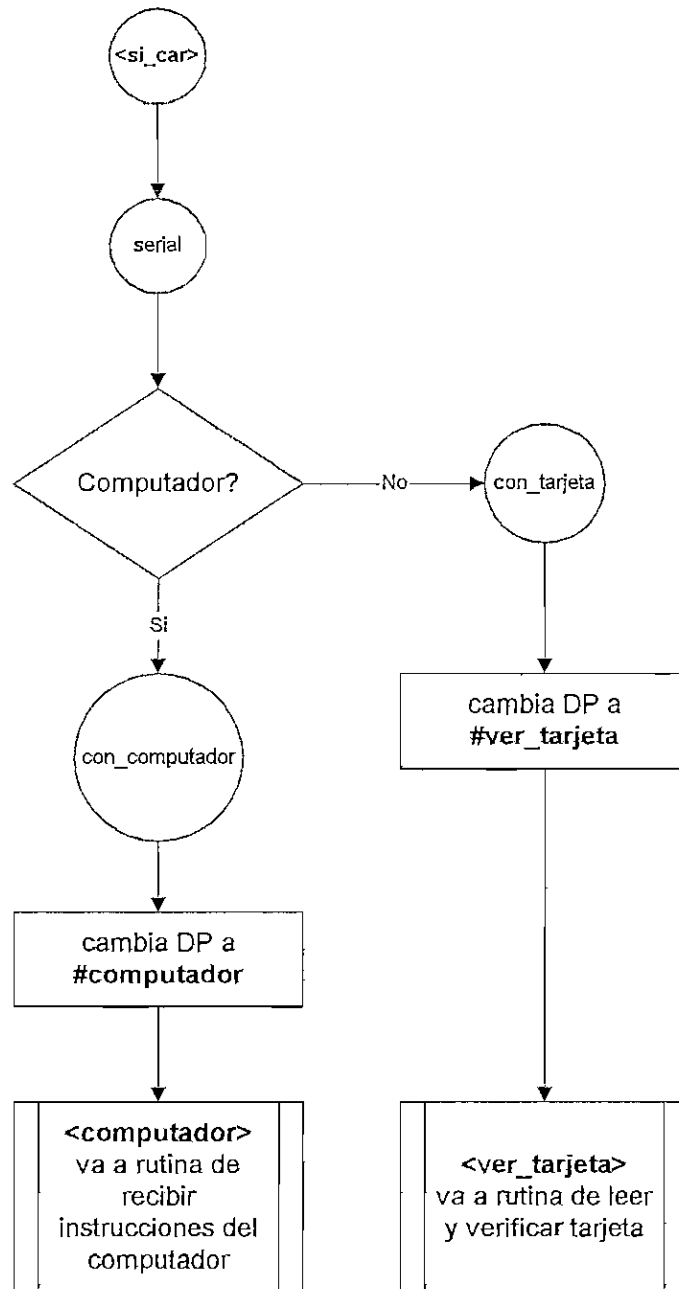 <si_car>
serial
Computador?
No
con_tarjeta
Si
cambia DP a
#ver_tarjeta
con_computador
cambia DP a
#computador
<computador>
va a rutina de
recibir
instrucciones del
computador
<ver_tarjeta>
va a rutina de leer
y verificar tarjeta